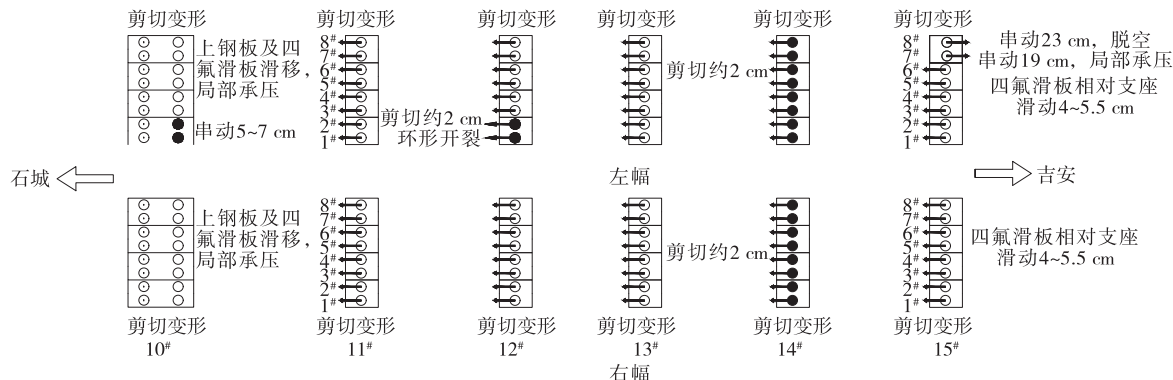 剪切变形 剪切变形 剪切变形 剪切变形 剪切变形 剪切变形
上钢板及四
氟滑板滑移，
局部承压
串动5~7 cm
8#
7#
6#
5#
4#
3#
2#
1#
剪切约2 cm
环形开裂
剪切约2 cm
8#
7#
6#
5#
4#
3#
2#
1#
串动23 cm，脱空
串动19 cm，局部承压
四氟滑板相对支座
滑动4~5.5 cm
石城 左幅 吉安
上钢板及四
氟滑板滑移，
局部承压
8#
7#
6#
5#
4#
3#
2#
1#
剪切约2 cm
8#
7#
6#
5#
4#
3#
2#
1#
四氟滑板相对支座
滑动4~5.5 cm
剪切变形 剪切变形 剪切变形 剪切变形 剪切变形 剪切变形
10# 11# 12# 13# 14# 15#
右幅